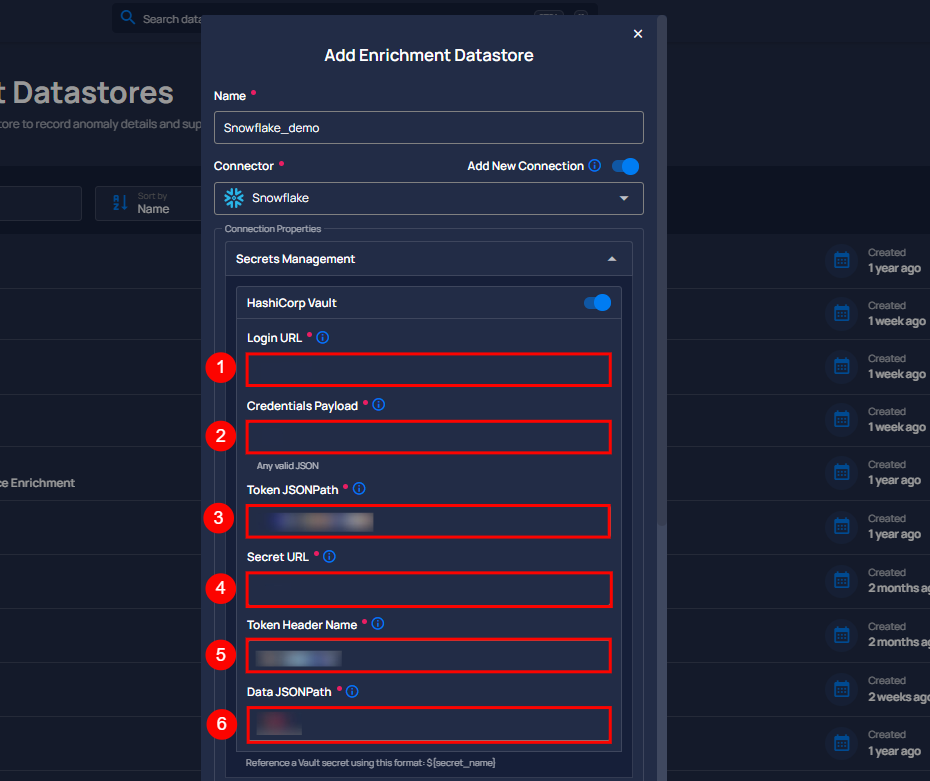 Search data
Add Enrichment Datastore
t Datastores
Name *
ore to record anomaly details and sup
Snowflake_demo
Connector *
Add New Connection
Sort by
Name
Snowflake
Connection Properties
Secrets Management
Created
1 year ago
HashiCorp Vault
Created
1 week ago
Login URL *
1
Created
1 week ago
Credentials Payload *
2
Created
1 week ago
Any valid JSON
ce Enrichment
Token JSONPath *
Created
1 year ago
3
Created
1 year ago
Secret URL *
4
Created
2 months ag
Token Header Name *
5
Created
2 months ag
Data JSONPath *
6
Created
2 weeks ago
Created
1 year ago
Reference a Vault secret using this format: ${secret_name}